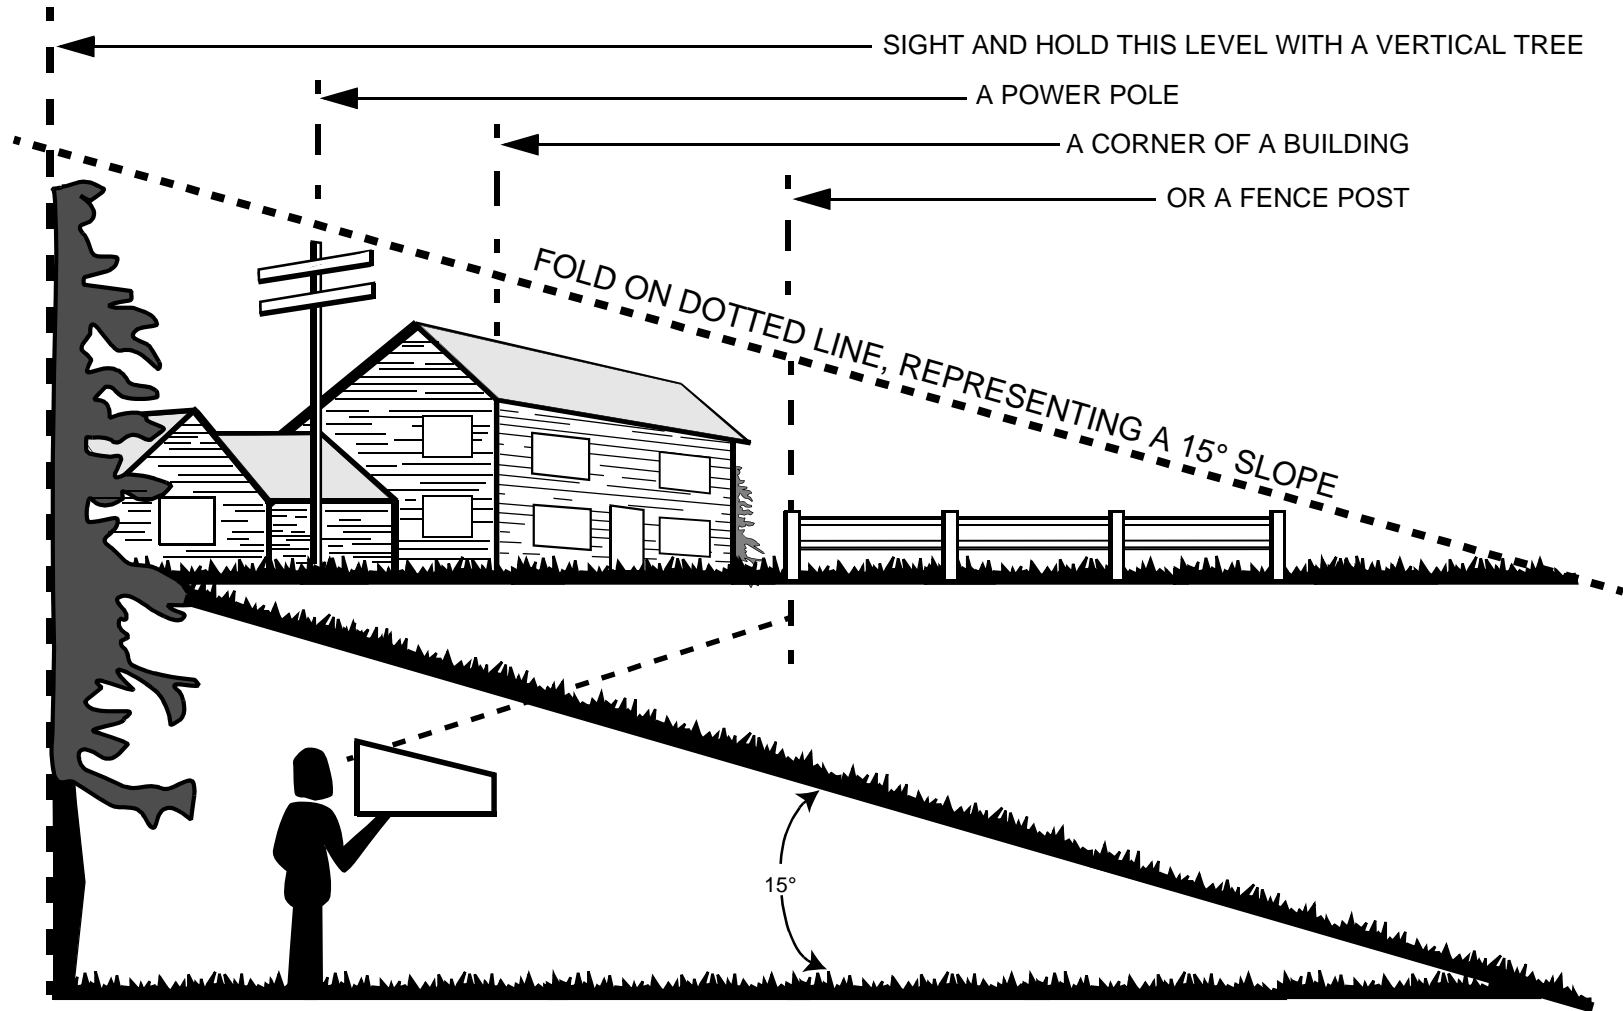 SIGHT AND HOLD THIS LEVEL WITH A VERTICAL TREE
A POWER POLE
A CORNER OF A BUILDING
OR A FENCE POST
FOLD ON DOTTED LINE, REPRESENTING A 15° SLOPE
15°